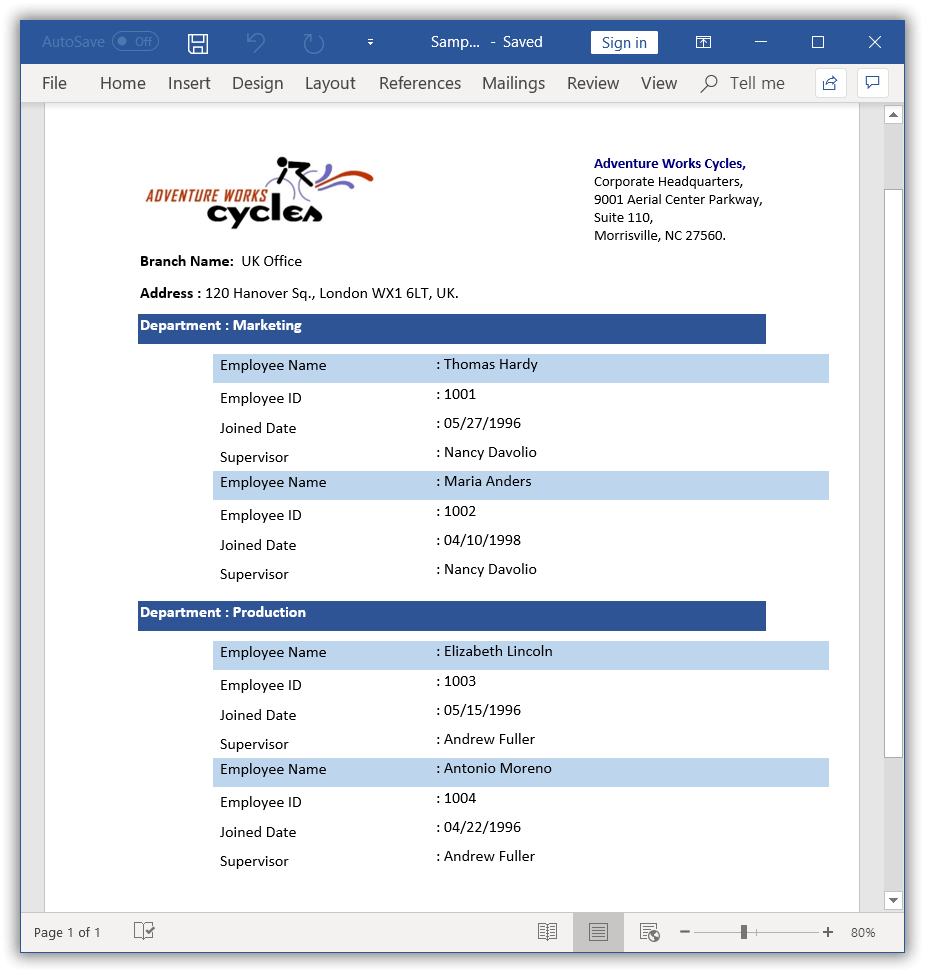 AutoSave Off Samp... - Saved Sign in
File Home Insert Design Layout References Mailings Review View Tell me
ADVENTURE WORKS
cycles
Adventure Works Cycles,
Corporate Headquarters,
9001 Aerial Center Parkway,
Suite 110,
Morrisville, NC 27560.
Branch Name: UK Office
Address : 120 Hanover Sq., London WX1 6LT, UK.
Department : Marketing
Employee Name : Thomas Hardy
Employee ID : 1001
Joined Date : 05/27/1996
Supervisor : Nancy Davolio
Employee Name : Maria Anders
Employee ID : 1002
Joined Date : 04/10/1998
Supervisor : Nancy Davolio
Department : Production
Employee Name : Elizabeth Lincoln
Employee ID : 1003
Joined Date : 05/15/1996
Supervisor : Andrew Fuller
Employee Name : Antonio Moreno
Employee ID : 1004
Joined Date : 04/22/1996
Supervisor : Andrew Fuller
Page 1 of 1 80%